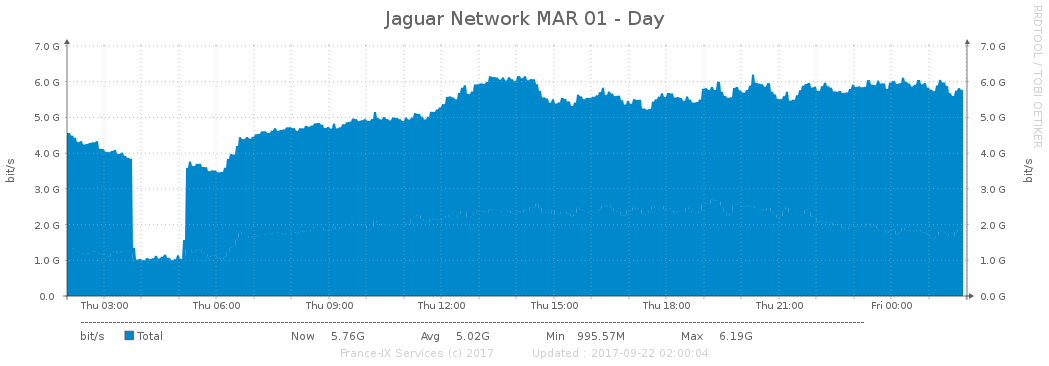 Jaguar Network MAR 01 - Day
RRDTOOL / TOBI OETIKER
bit/s
7.0 G
6.0 G
5.0 G
4.0 G
3.0 G
2.0 G
1.0 G
0.0
7.0 G
6.0 G
5.0 G
4.0 G
3.0 G
2.0 G
1.0 G
0.0 G
bit/s
Thu 03:00 Thu 06:00 Thu 09:00 Thu 12:00 Thu 15:00 Thu 18:00 Thu 21:00 Fri 00:00
bit/s Total Now 5.76G Avg 5.02G Min 995.57M Max 6.19G
France-IX Services (c) 2017 Updated : 2017-09-22 02:00:04